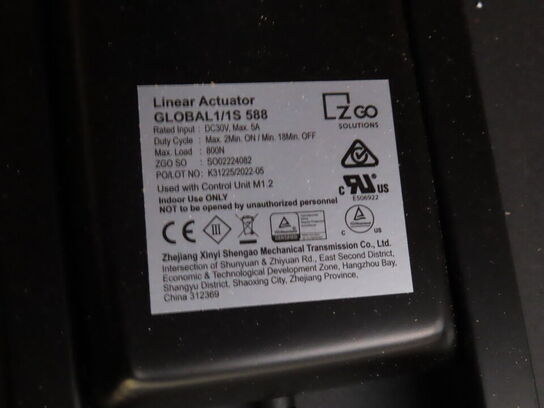 Linear Actuator
GLOBAL1/1S 588
Rated Input : DC30V, Max. 5A
Duty Cycle : Max. 2Min. ON / Min. 18Min. OFF
Max. Load : 800N
ZGO SO : SO02224082
PO/LOT NO : K31225/2022-05
Used with Control Unit M1.2
Indoor Use ONLY
NOT to be opened by unauthorized personnel
ZGO
SOLUTIONS
C US
E506922
C US
CE III
Zhejiang Xinyi Shengao Mechanical Transmission Co., Ltd.
Intersection of Shunyuan & Zhiyuan Rd., East Second District,
Economic & Technological Development Zone, Hangzhou Bay,
Shangyu District, Shaoxing City, Zhejiang Province,
China 312369